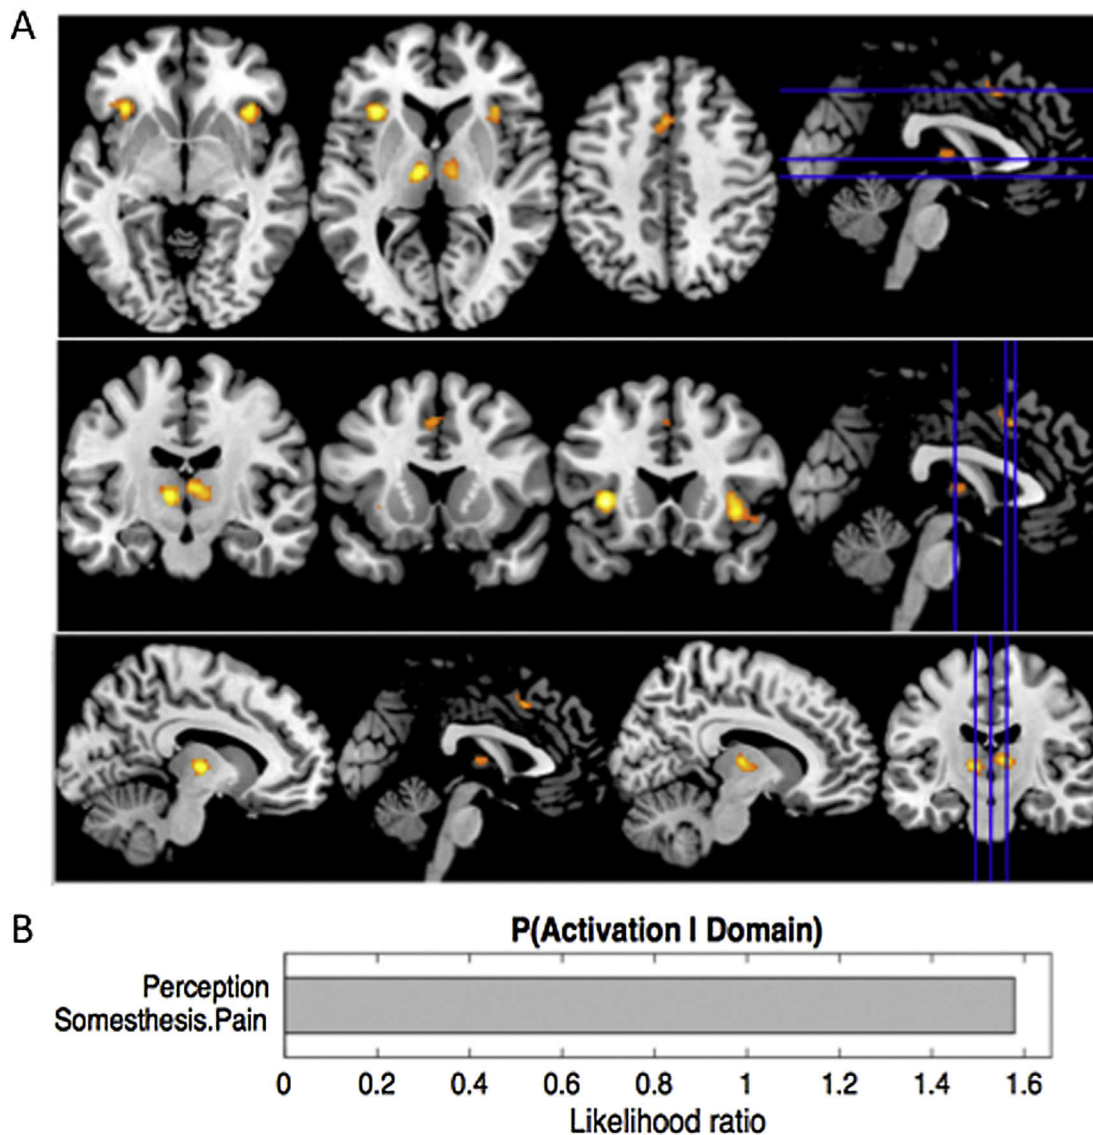 A
B
P(Activation | Domain)
Perception
Somesthesis.Pain
0 0.2 0.4 0.6 0.8 1 1.2 1.4 1.6
Likelihood ratio